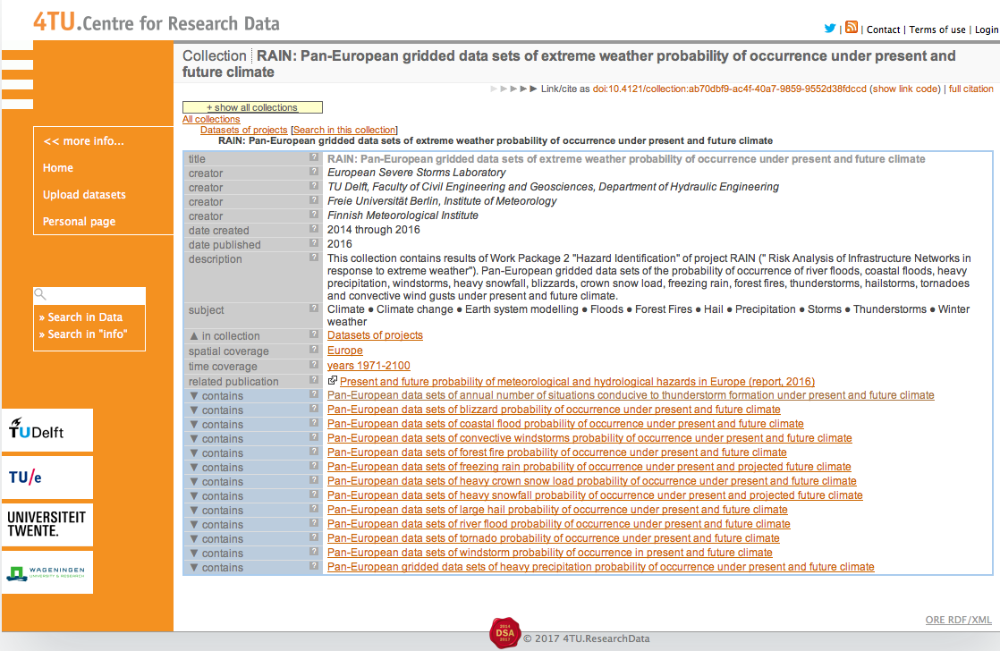 4TU.Centre for Research Data
| | Contact | Terms of use | Login
Collection RAIN: Pan-European gridded data sets of extreme weather probability of occurrence under present and
future climate
Link/cite as doi:10.4121/collection:ab70dbf9-ac4f-40a7-9859-9552d38fdccd (show link code) | full citation
+ show all collections
All collections
Datasets of projects [Search in this collection]
RAIN: Pan-European gridded data sets of extreme weather probability of occurrence under present and future climate
<< more info...
Home
Upload datasets
Personal page
» Search in Data
» Search in "info"
TUDelft
TU/e
UNIVERSITEIT
TWENTE.
WAGENINGEN
UNIVERSITY & RESEARCH
title ? RAIN: Pan-European gridded data sets of extreme weather probability of occurrence under present and future climate
creator ? European Severe Storms Laboratory
creator ? TU Delft, Faculty of Civil Engineering and Geosciences, Department of Hydraulic Engineering
creator ? Freie Universität Berlin, Institute of Meteorology
creator ? Finnish Meteorological Institute
date created ? 2014 through 2016
date published ? 2016
description ? This collection contains results of Work Package 2 "Hazard Identification" of project RAIN (" Risk Analysis of Infrastructure Networks in
response to extreme weather"). Pan-European gridded data sets of the probability of occurrence of river floods, coastal floods, heavy
precipitation, windstorms, heavy snowfall, blizzards, crown snow load, freezing rain, forest fires, thunderstorms, hailstorms, tornadoes
and convective wind gusts under present and future climate.
subject ? Climate ● Climate change ● Earth system modelling ● Floods ● Forest Fires ● Hail ● Precipitation ● Storms ● Thunderstorms ● Winter
weather
▲ in collection ? Datasets of projects
spatial coverage ? Europe
time coverage ? years 1971-2100
related publication ? Present and future probability of meteorological and hydrological hazards in Europe (report, 2016)
▼ contains ? Pan-European data sets of annual number of situations conducive to thunderstorm formation under present and future climate
▼ contains ? Pan-European data sets of blizzard probability of occurrence under present and future climate
▼ contains ? Pan-European data sets of coastal flood probability of occurrence under present and future climate
▼ contains ? Pan-European data sets of convective windstorms probability of occurrence under present and future climate
▼ contains ? Pan-European data sets of forest fire probability of occurrence under present and future climate
▼ contains ? Pan-European data sets of freezing rain probability of occurrence under present and projected future climate
▼ contains ? Pan-European data sets of heavy crown snow load probability of occurrence under present and future climate
▼ contains ? Pan-European data sets of heavy snowfall probability of occurrence under present and projected future climate
▼ contains ? Pan-European data sets of large hail probability of occurrence under present and future climate
▼ contains ? Pan-European data sets of river flood probability of occurrence under present and future climate
▼ contains ? Pan-European data sets of tornado probability of occurrence under present and future climate
▼ contains ? Pan-European data sets of windstorm probability of occurrence in present and future climate
▼ contains ? Pan-European gridded data sets of heavy precipitation probability of occurrence under present and future climate
ORE RDF/XML
2014
DSA
2017
© 2017 4TU.ResearchData